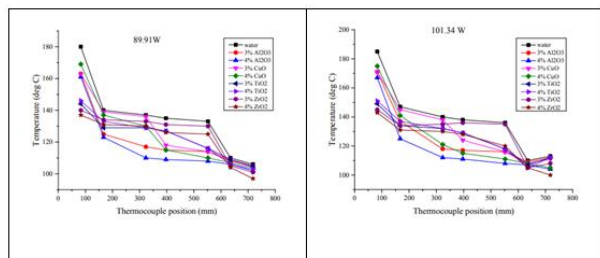 89.91W
water
3% Al2O3
4% Al2O3
3% CuO
4% CuO
3% TiO2
4% TiO2
3% ZrO2
4% ZrO2
180
160
140
120
100
0
100
200
300
400
500
600
700
800
Temperature (deg C)
Thermocouple position (mm)
101.34 W
water
3% Al2O3
4% Al2O3
3% CuO
4% CuO
3% TiO2
4% TiO2
3% ZrO2
4% ZrO2
200
180
160
140
120
100
80
0
100
200
300
400
500
600
700
800
Temperature (deg C)
Thermocouple position (mm)